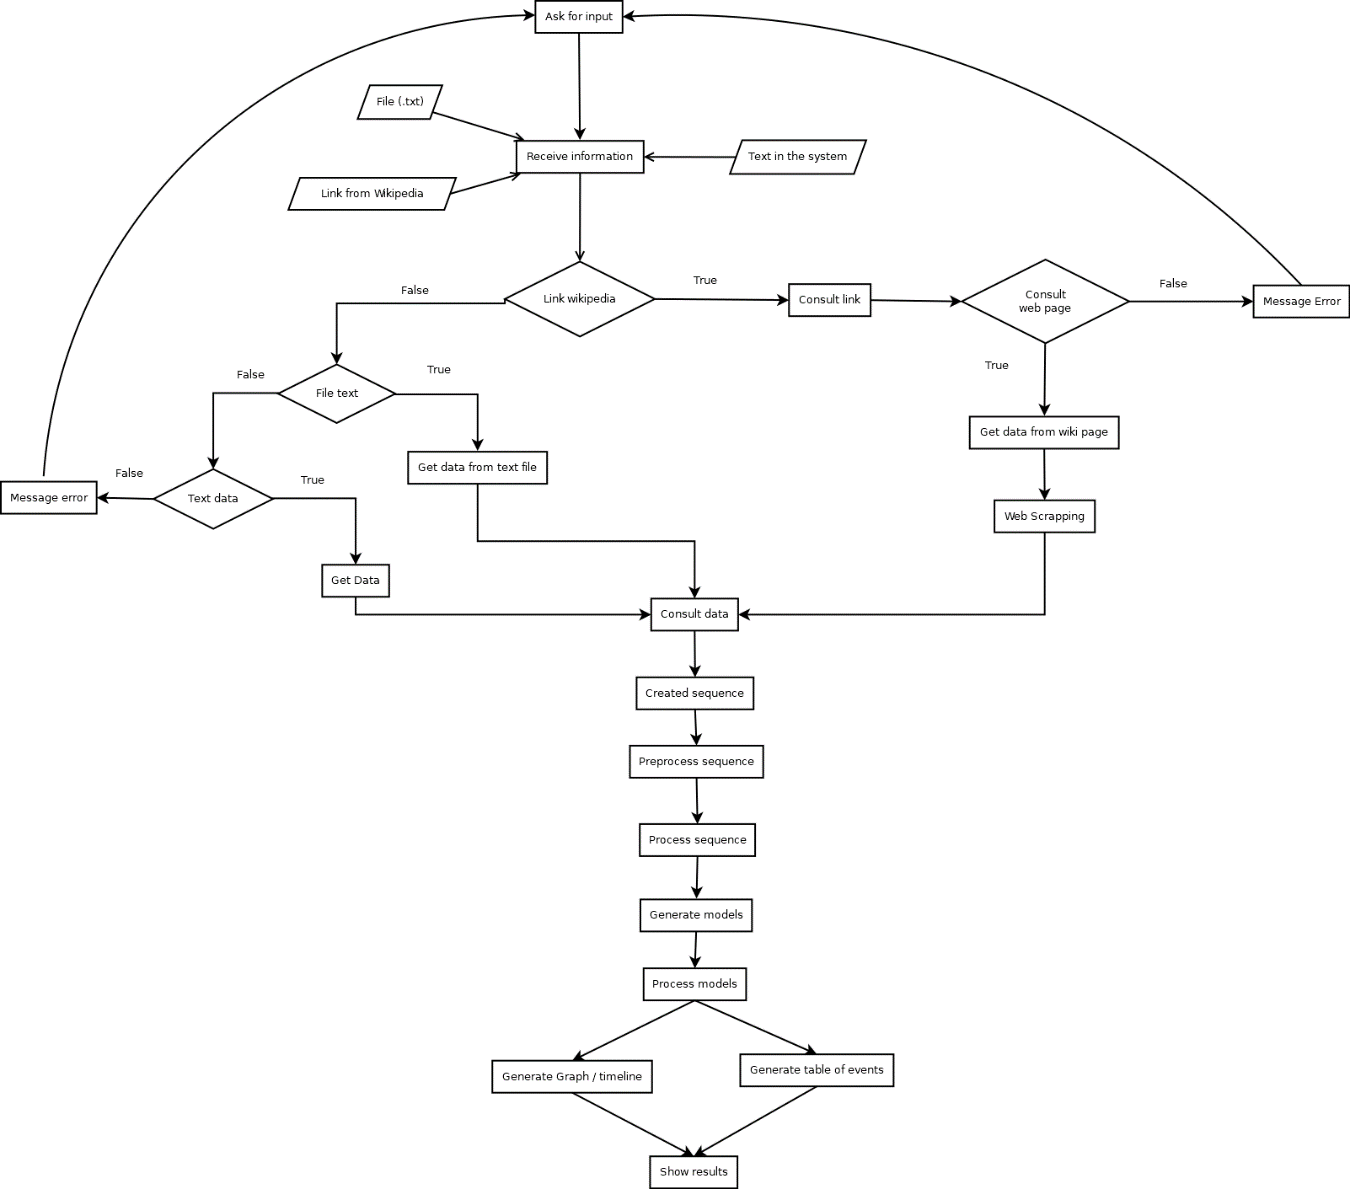 Ask for input
File (.txt)
Receive information
Text in the system
Link from Wikipedia
True
False
False
Link wikipedia
Consult link
Consult
web page
Message Error
True
True
False
File text
Get data from wiki page
False
True
Get data from text file
Message error
Text data
Web Scrapping
Get Data
Consult data
Created sequence
Preprocess sequence
Process sequence
Generate models
Process models
Generate Graph / timeline
Generate table of events
Show results